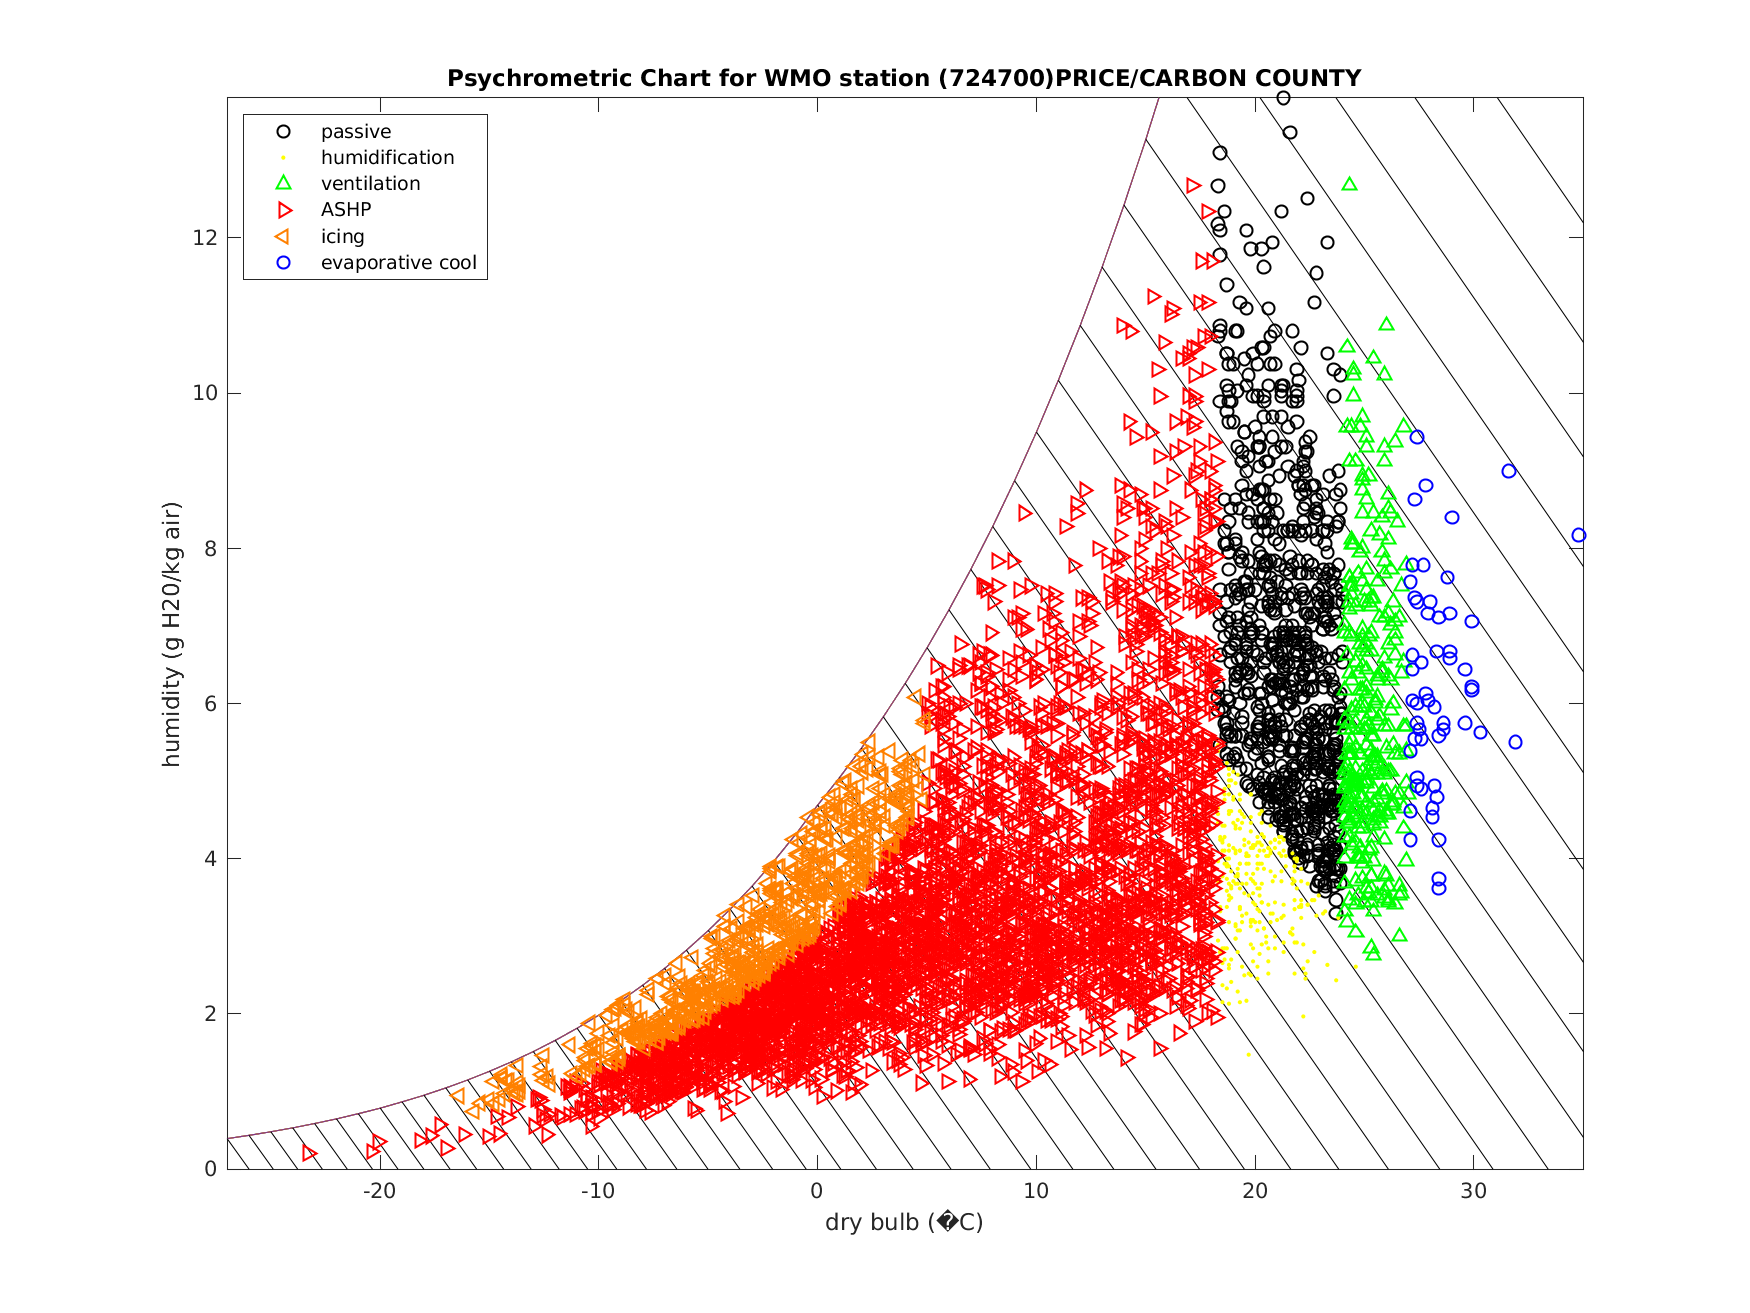 Psychrometric Chart for WMO station (724700)PRICE/CARBON COUNTY
passive
humidification
ventilation
ASHP
icing
evaporative cool
humidity (g H20/kg air)
12
10
8
6
4
2
0
-20
-10
0
10
20
30
dry bulb (�C)